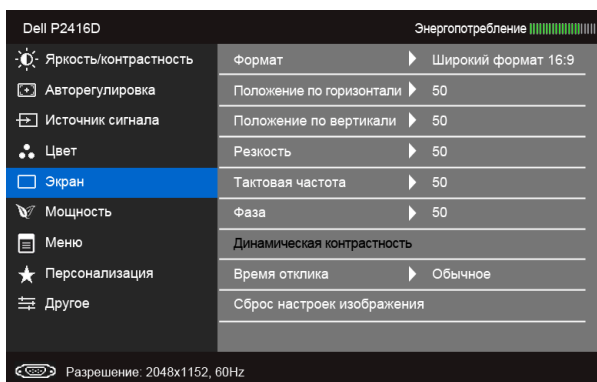 Dell P2416D Энергопотребление
Яркость/контрастность
Авторегулировка
Источник сигнала
Цвет
Экран
Мощность
Меню
Персонализация
Другое
Формат Широкий формат 16:9
Положение по горизонтали 50
Положение по вертикали 50
Резкость 50
Тактовая частота 50
Фаза 50
Динамическая контрастность
Время отклика Обычное
Сброс настроек изображения
Разрешение: 2048x1152, 60Hz